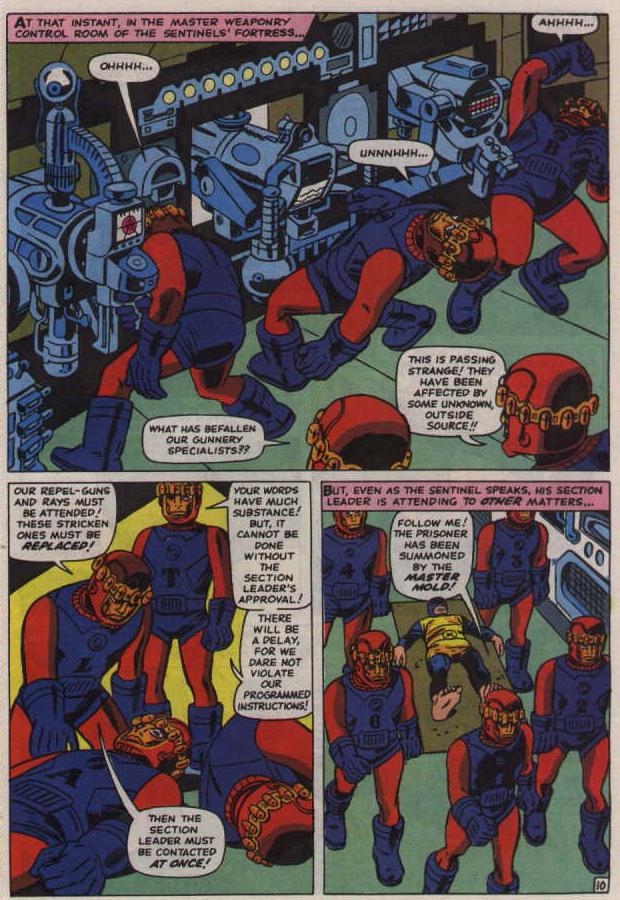 AT THAT INSTANT, IN THE MASTER WEAPONRY
CONTROL ROOM OF THE SENTINELS' FORTRESS...
OHHHH...
AHHHH...
UNNNHHH...
WHAT HAS BEFALLEN
OUR GUNNERY
SPECIALISTS??
THIS IS PASSING
STRANGE! THEY
HAVE BEEN
AFFECTED BY
SOME UNKNOWN,
OUTSIDE
SOURCE!!
OUR REPEL-GUNS
AND RAYS MUST
BE ATTENDED!
THESE STRICKEN
ONES MUST BE
REPLACED!
YOUR WORDS
HAVE MUCH
SUBSTANCE!
BUT, IT
CANNOT BE
DONE
WITHOUT
THE
SECTION
LEADER'S
APPROVAL!
THERE
WILL BE
A DELAY,
FOR WE
DARE NOT
VIOLATE
OUR
PROGRAMMED
INSTRUCTIONS!
T
THEN THE
SECTION
LEADER MUST
BE CONTACTED
AT ONCE!
BUT, EVEN AS THE SENTINEL SPEAKS, HIS SECTION
LEADER IS ATTENDING TO OTHER MATTERS...
FOLLOW ME!
THE PRISONER
HAS BEEN
SUMMONED
BY THE
MASTER
MOLD!
4
3
6
2
10